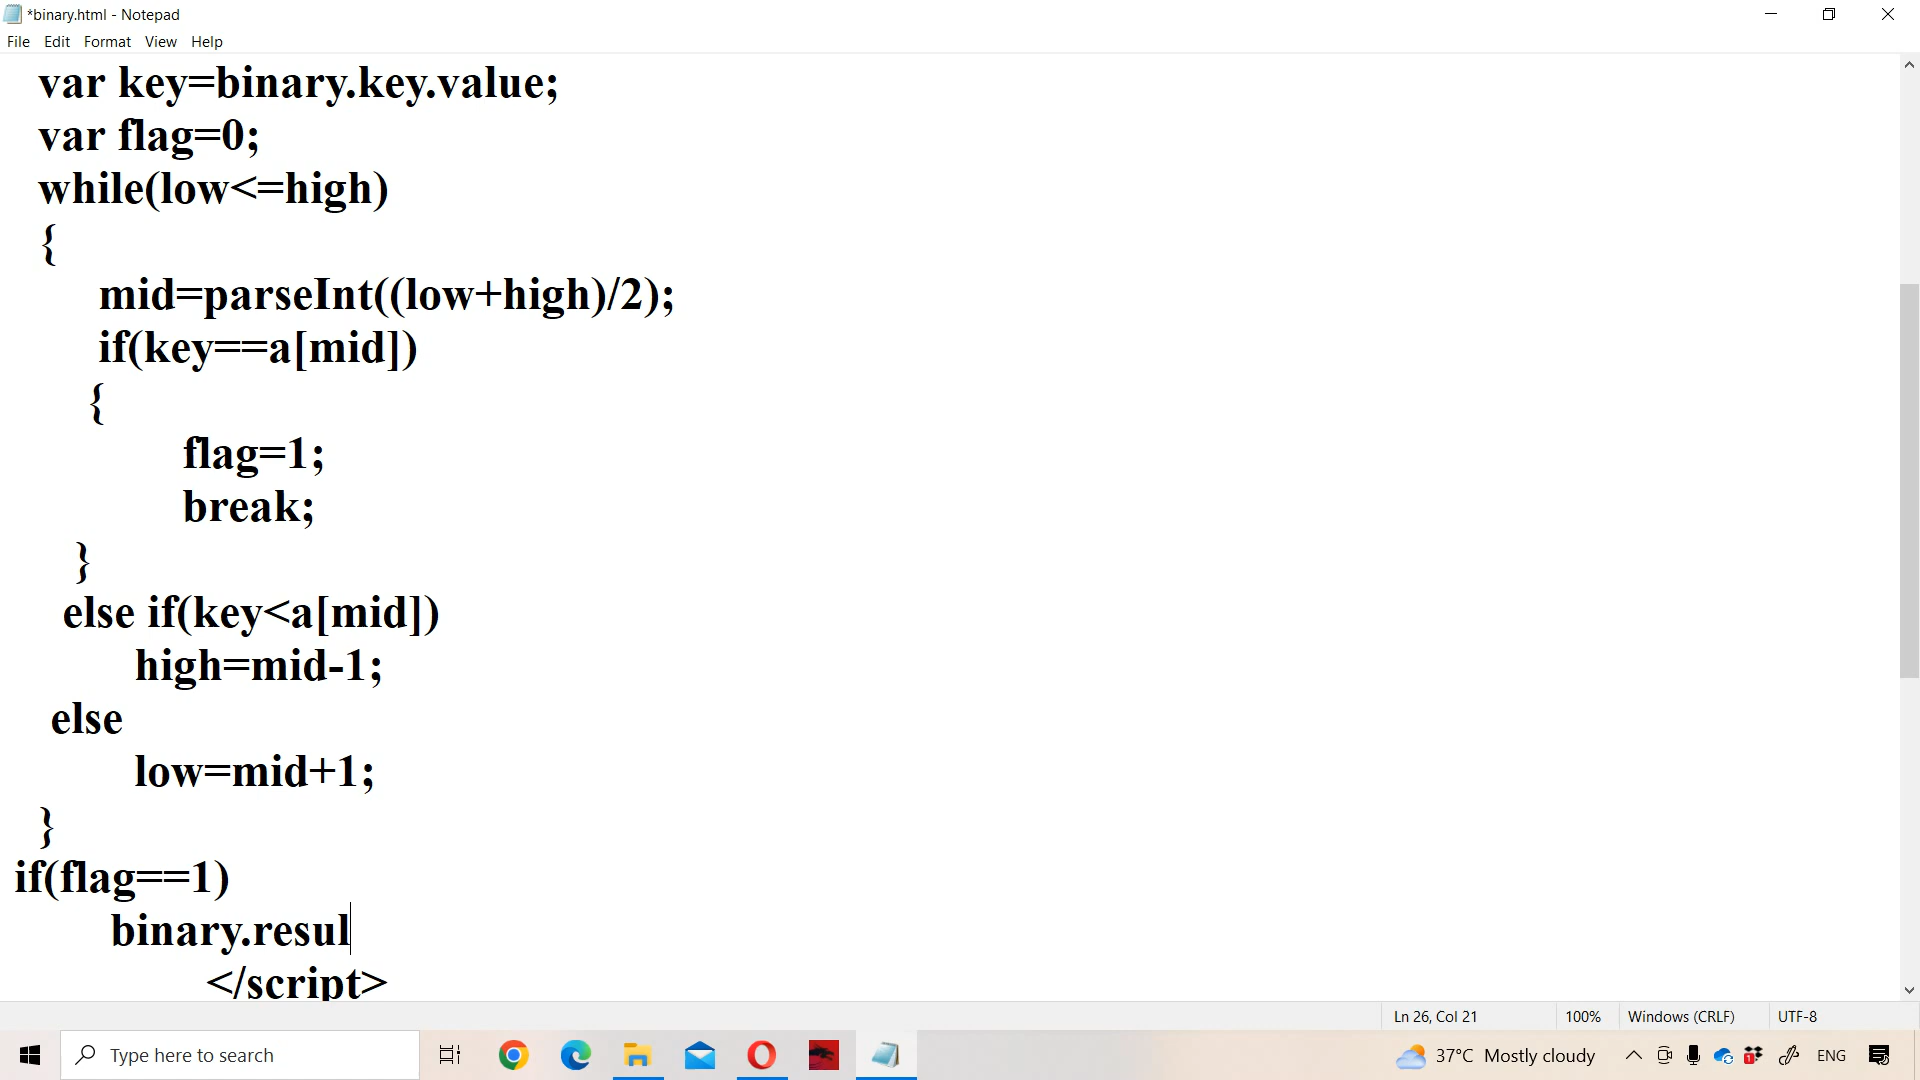 *binary.html - Notepad
File Edit Format View Help
var key=binary.key.value;
var flag=0;
while(low<=high)
{
mid=parseInt((low+high)/2);
if(key==a[mid])
{
flag=1;
break;
}
else if(key<a[mid])
high=mid-1;
else
low=mid+1;
}
if(flag==1)
binary.resul
</script>
Ln 26, Col 21 100% Windows (CRLF) UTF-8
Type here to search 37°C Mostly cloudy 1 ENG